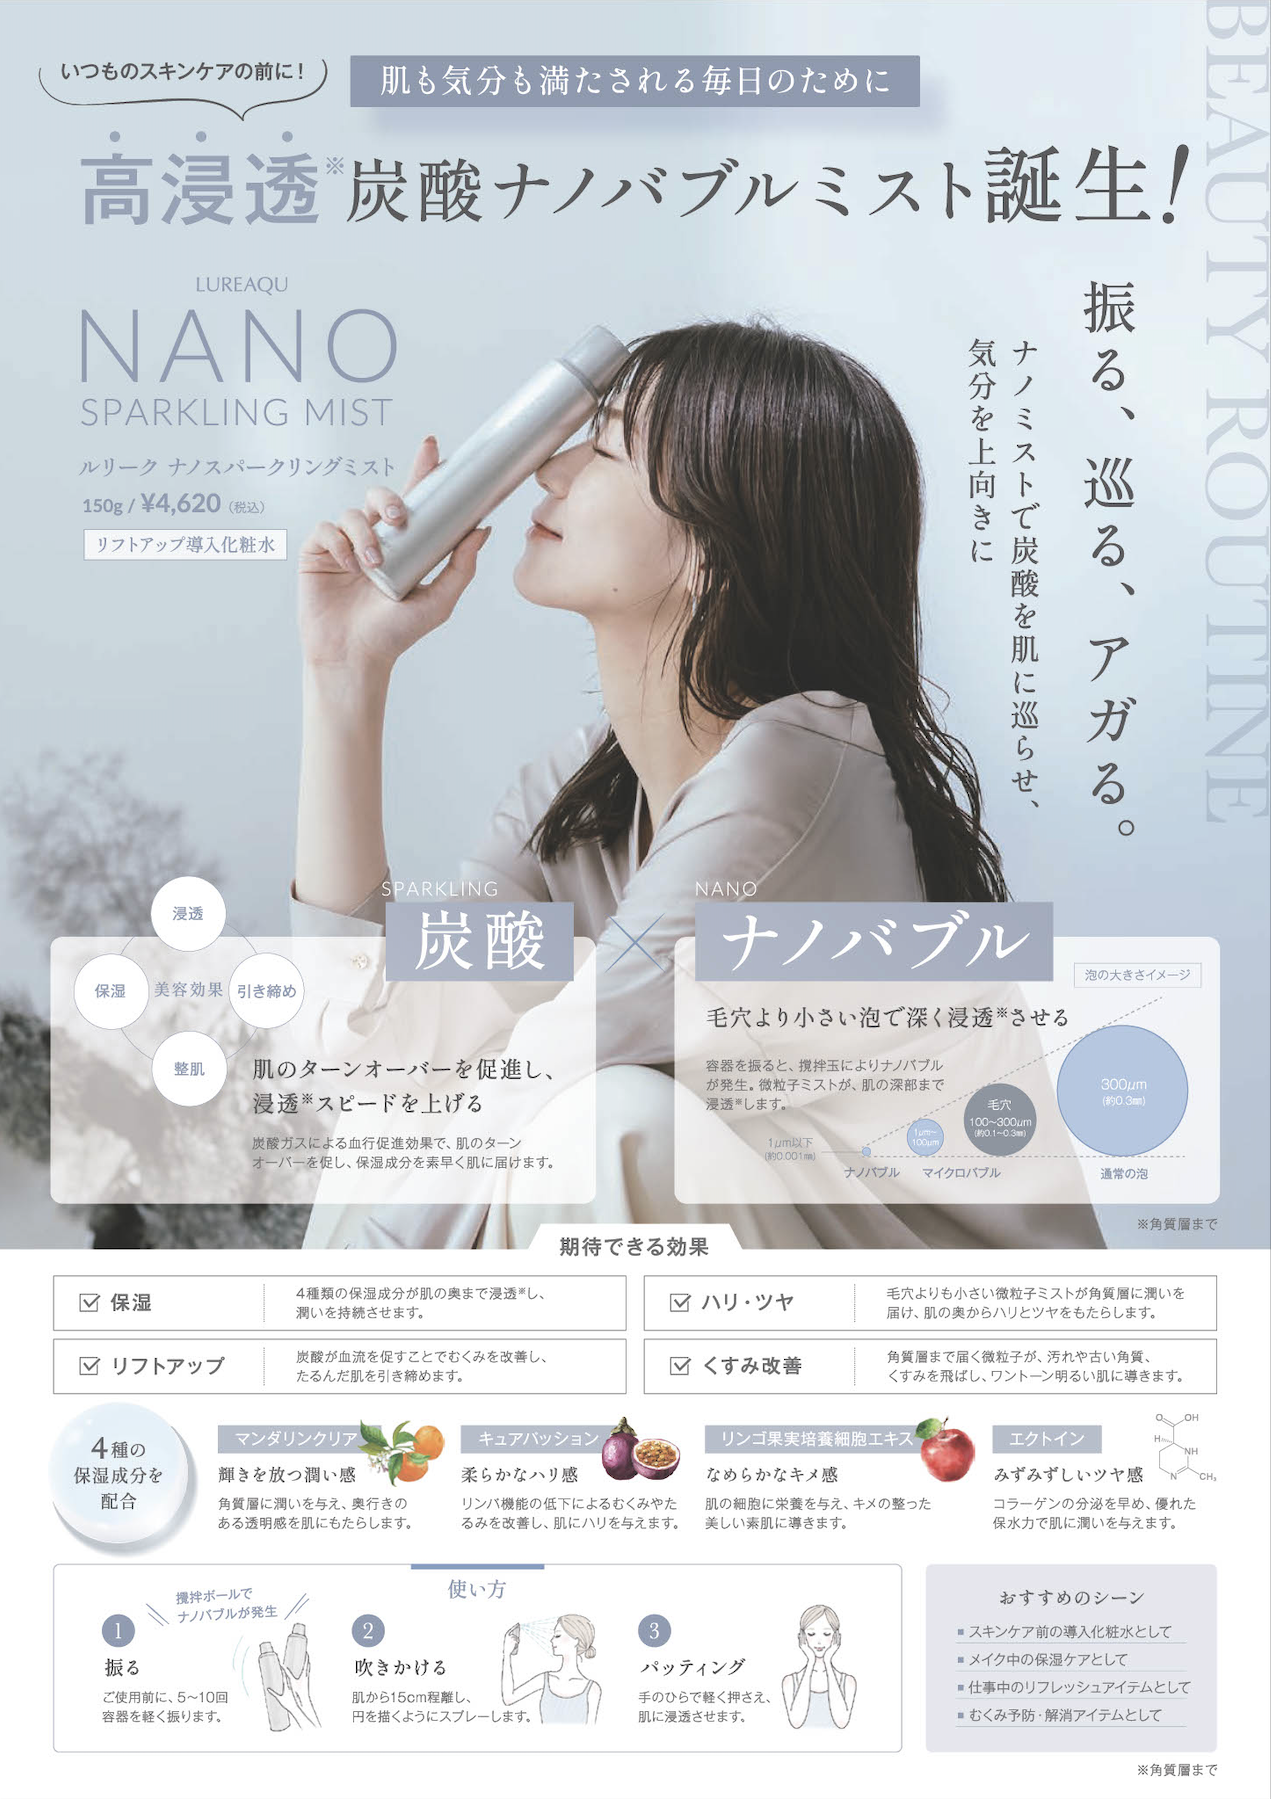 いつものスキンケアの前に！
肌も気分も満たされる毎日のために
高浸透※炭酸ナノバブルミスト誕生！
BEAUTY ROUTINE
LUREAQU
NANO
SPARKLING MIST
ルリーク ナノスパークリングミスト
150g / ¥4,620（税込）
リフトアップ導入化粧水
振る、巡る、アガる。
ナノミストで炭酸を肌に巡らせ、
気分を上向きに
SPARKLING
炭酸
×
NANO
ナノバブル
浸透
保湿
美容効果
引き締め
整肌
肌のターンオーバーを促進し、
浸透※スピードを上げる
炭酸ガスによる血行促進効果で、肌のターン
オーバーを促し、保湿成分を素早く肌に届けます。
泡の大きさイメージ
毛穴より小さい泡で深く浸透※させる
容器を振ると、撹拌玉によりナノバブル
が発生。微粒子ミストが、肌の深部まで
浸透※します。
1μm以下
(約0.001㎜)
ナノバブル
1μm〜
100μm
マイクロバブル
毛穴
100〜300μm
(約0.1〜0.3㎜)
300μm
(約0.3㎜)
通常の泡
※角質層まで
期待できる効果
保湿
4種類の保湿成分が肌の奥まで浸透※し、
潤いを持続させます。
ハリ・ツヤ
毛穴よりも小さい微粒子ミストが角質層に潤いを
届け、肌の奥からハリとツヤをもたらします。
リフトアップ
炭酸が血流を促すことでむくみを改善し、
たるんだ肌を引き締めます。
くすみ改善
角質層まで届く微粒子が、汚れや古い角質、
くすみを飛ばし、ワントーン明るい肌に導きます。
4種の
保湿成分を
配合
マンダリンクリア
輝きを放つ潤い感
角質層に潤いを与え、奥行きの
ある透明感を肌にもたらします。
キュアパッション
柔らかなハリ感
リンパ機能の低下によるむくみやた
るみを改善し、肌にハリを与えます。
リンゴ果実培養細胞エキス
なめらかなキメ感
肌の細胞に栄養を与え、キメの整った
美しい素肌に導きます。
エクトイン
みずみずしいツヤ感
コラーゲンの分泌を早め、優れた
保水力で肌に潤いを与えます。
O
OH
H
NH
N
CH₃
使い方
撹拌ボールで
ナノバブルが発生
1
振る
ご使用前に、5〜10回
容器を軽く振ります。
2
吹きかける
肌から15cm程離し、
円を描くようにスプレーします。
3
パッティング
手のひらで軽く押さえ、
肌に浸透させます。
おすすめのシーン
■ スキンケア前の導入化粧水として
■ メイク中の保湿ケアとして
■ 仕事中のリフレッシュアイテムとして
■ むくみ予防・解消アイテムとして
※角質層まで